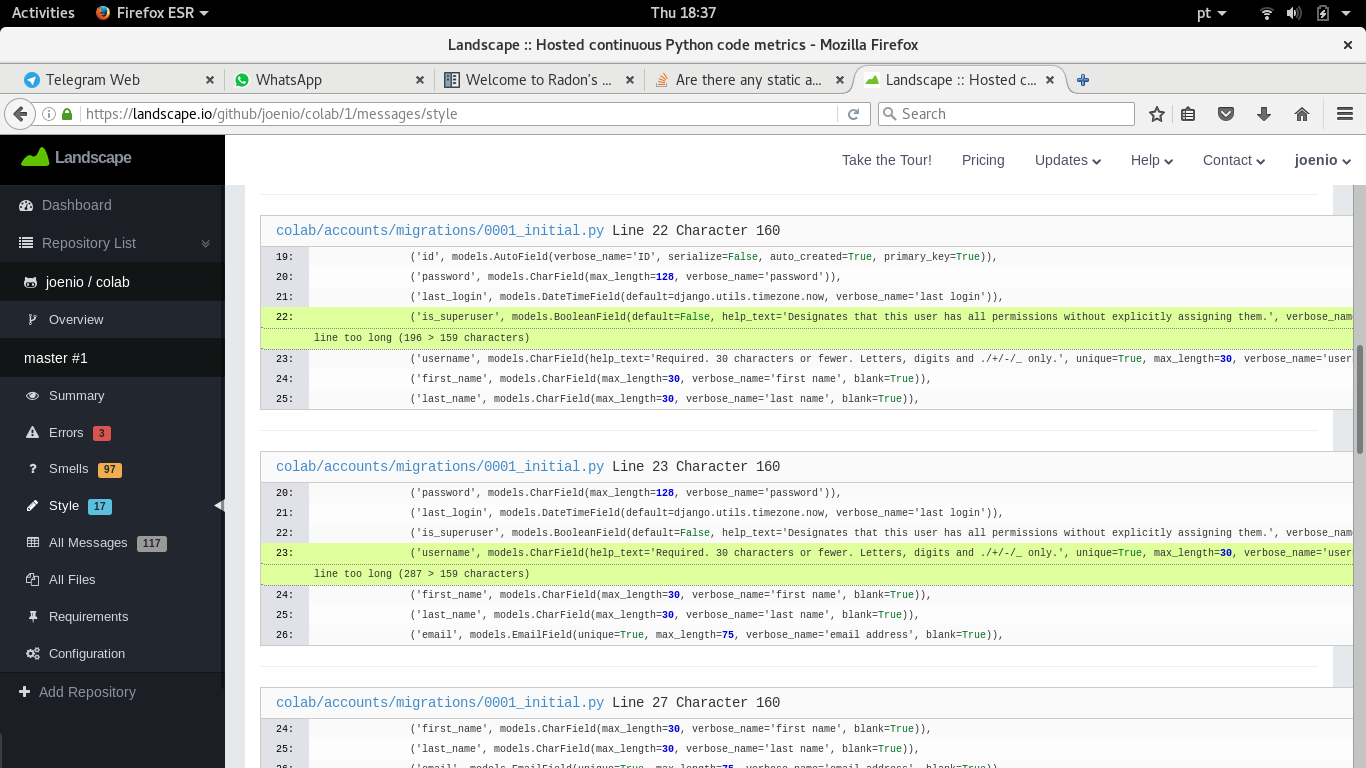 Activities Firefox ESR Thu 18:37 pt
Landscape :: Hosted continuous Python code metrics - Mozilla Firefox
Telegram Web WhatsApp Welcome to Radon's ... Are there any static a... Landscape :: Hosted c...
https://landscape.io/github/joenio/colab/1/messages/style Search
Landscape Take the Tour! Pricing Updates Help Contact joenio
Dashboard
Repository List
joenio / colab
Overview
master #1
Summary
Errors 3
Smells 97
Style 17
All Messages 117
All Files
Requirements
Configuration
Add Repository
colab/accounts/migrations/0001_initial.py Line 22 Character 160
19: ('id', models.AutoField(verbose_name='ID', serialize=False, auto_created=True, primary_key=True)),
20: ('password', models.CharField(max_length=128, verbose_name='password')),
21: ('last_login', models.DateTimeField(default=django.utils.timezone.now, verbose_name='last login')),
22: ('is_superuser', models.BooleanField(default=False, help_text='Designates that this user has all permissions without explicitly assigning them.', verbose_nam
line too long (196 > 159 characters)
23: ('username', models.CharField(help_text='Required. 30 characters or fewer. Letters, digits and ./+/-/_ only.', unique=True, max_length=30, verbose_name='user
24: ('first_name', models.CharField(max_length=30, verbose_name='first name', blank=True)),
25: ('last_name', models.CharField(max_length=30, verbose_name='last name', blank=True)),
colab/accounts/migrations/0001_initial.py Line 23 Character 160
20: ('password', models.CharField(max_length=128, verbose_name='password')),
21: ('last_login', models.DateTimeField(default=django.utils.timezone.now, verbose_name='last login')),
22: ('is_superuser', models.BooleanField(default=False, help_text='Designates that this user has all permissions without explicitly assigning them.', verbose_nam
23: ('username', models.CharField(help_text='Required. 30 characters or fewer. Letters, digits and ./+/-/_ only.', unique=True, max_length=30, verbose_name='user
line too long (287 > 159 characters)
24: ('first_name', models.CharField(max_length=30, verbose_name='first name', blank=True)),
25: ('last_name', models.CharField(max_length=30, verbose_name='last name', blank=True)),
26: ('email', models.EmailField(unique=True, max_length=75, verbose_name='email address', blank=True)),
colab/accounts/migrations/0001_initial.py Line 27 Character 160
24: ('first_name', models.CharField(max_length=30, verbose_name='first name', blank=True)),
25: ('last_name', models.CharField(max_length=30, verbose_name='last name', blank=True)),
26: ('email', models.EmailField(unique=True, max_length=75, verbose_name='email address', blank=True)),